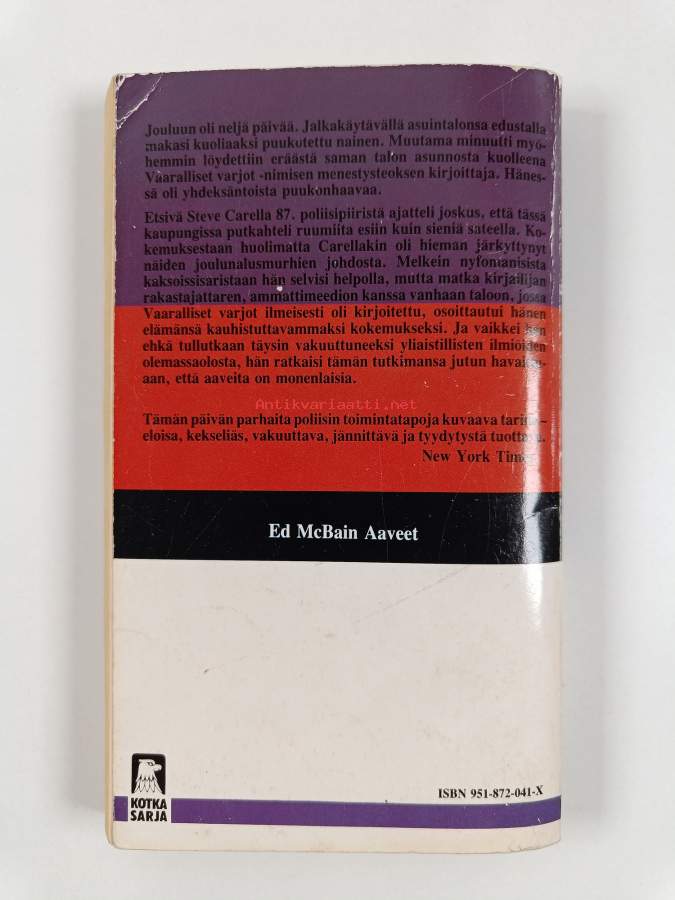 Jouluun oli neljä päivää. Jalkakäytävällä asuintalonsa edustalla
makasi kuoliaaksi puukotettu nainen. Muutama minuutti myö-
hemmin löydettiin eräästä saman talon asunnosta kuolleena
Vaaralliset varjot -nimisen menestysteoksen kirjoittaja. Hänes-
sä oli yhdeksäntoista puukonhaavaa.
Etsivä Steve Carella 87. poliisipiiristä ajatteli joskus, että tässä
kaupungissa putkahteli ruumiita esiin kuin sieniä sateella. Ko-
kemuksestaan huolimatta Carellakin oli hieman järkyttynyt
näiden joulunalusmurhien johdosta. Melkein nyfomanisista
kaksoissisaristaan hän selvisi helpolla, mutta matka kirjailijan
rakastajattaren, ammattimeedion kanssa vanhaan taloon, jossa
Vaaralliset varjot ilmeisesti oli kirjoitettu, osoittautui hänen
elämänsä kauhistuttavammaksi kokemukseksi. Ja vaikkei hän
ehkä tullutkaan täysin vakuuttuneeksi yliaistillisten ilmiöiden
olemassaolosta, hän ratkaisi tämän tutkimansa jutun
aan, että aaveita on monenlaisia.
Antikvariaatti.net
Tämän päivän parhaita poliisin toimintatapoja kuvaava
eloisa, kekseliäs, vakuuttava, jännittävä ja tyydytystä
New York Times
Ed McBain Aaveet
KOTKA
SARJA
ISBN 951-872-041-X